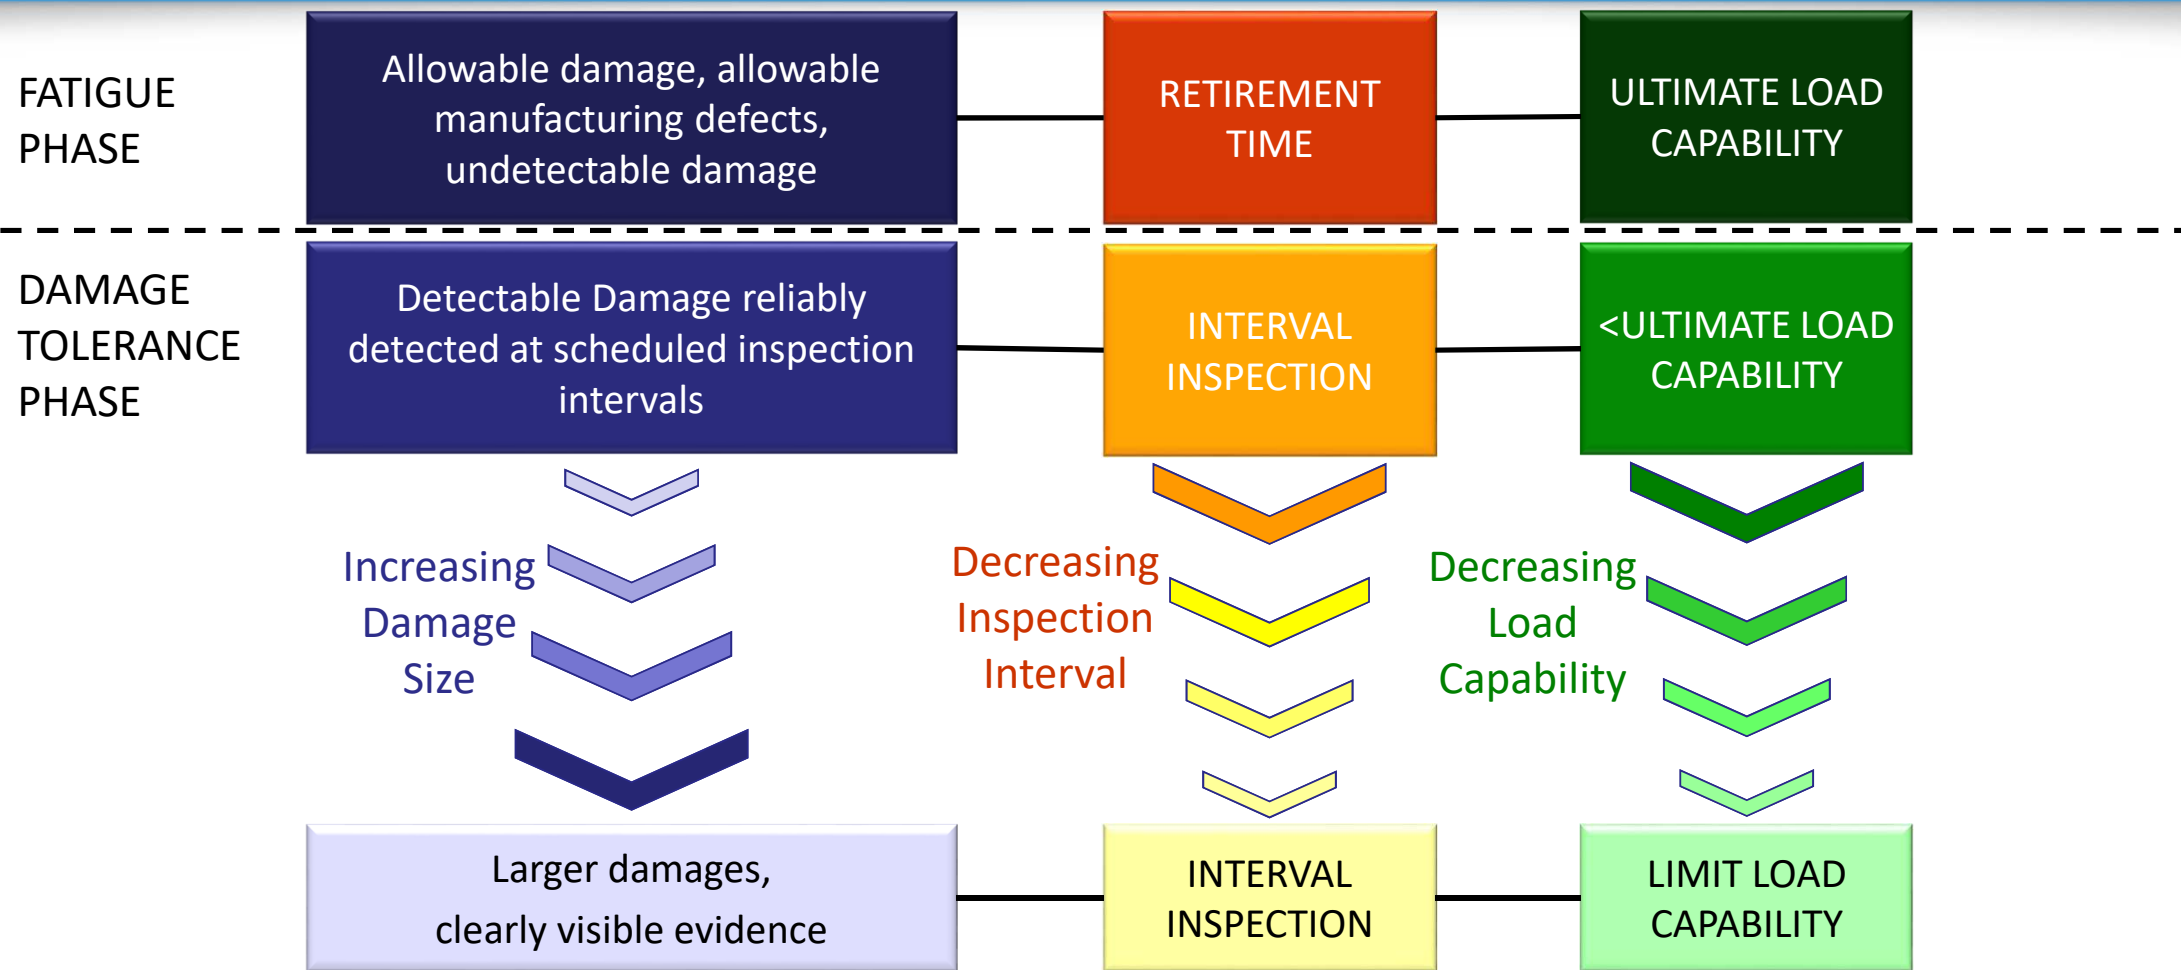 FATIGUE
PHASE
Allowable damage, allowable
manufacturing defects,
undetectable damage
RETIREMENT
TIME
ULTIMATE LOAD
CAPABILITY
DAMAGE
TOLERANCE
PHASE
Detectable Damage reliably
detected at scheduled inspection
intervals
INTERVAL
INSPECTION
<ULTIMATE LOAD
CAPABILITY
Increasing
Damage
Size
Decreasing
Inspection
Interval
Decreasing
Load
Capability
Larger damages,
clearly visible evidence
INTERVAL
INSPECTION
LIMIT LOAD
CAPABILITY